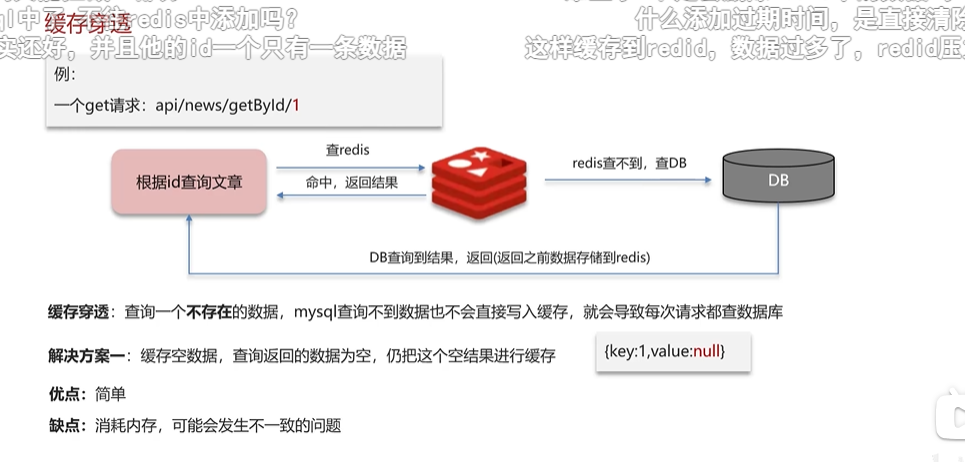 缓存穿透
redis中添加吗？
什么添加过期时间，是直接清除
实还好，并且他的id一个只有一条数据
这样缓存到redid，数据过多了，redid压
例：
一个get请求：api/news/getById/1
根据id查询文章
查redis
命中，返回结果
redis查不到，查DB
DB
DB查询到结果，返回(返回之前数据存储到redis)
缓存穿透：查询一个不存在的数据，mysql查询不到数据也不会直接写入缓存，就会导致每次请求都查数据库
解决方案一：缓存空数据，查询返回的数据为空，仍把这个空结果进行缓存
{key:1,value:null}
优点：简单
缺点：消耗内存，可能会发生不一致的问题